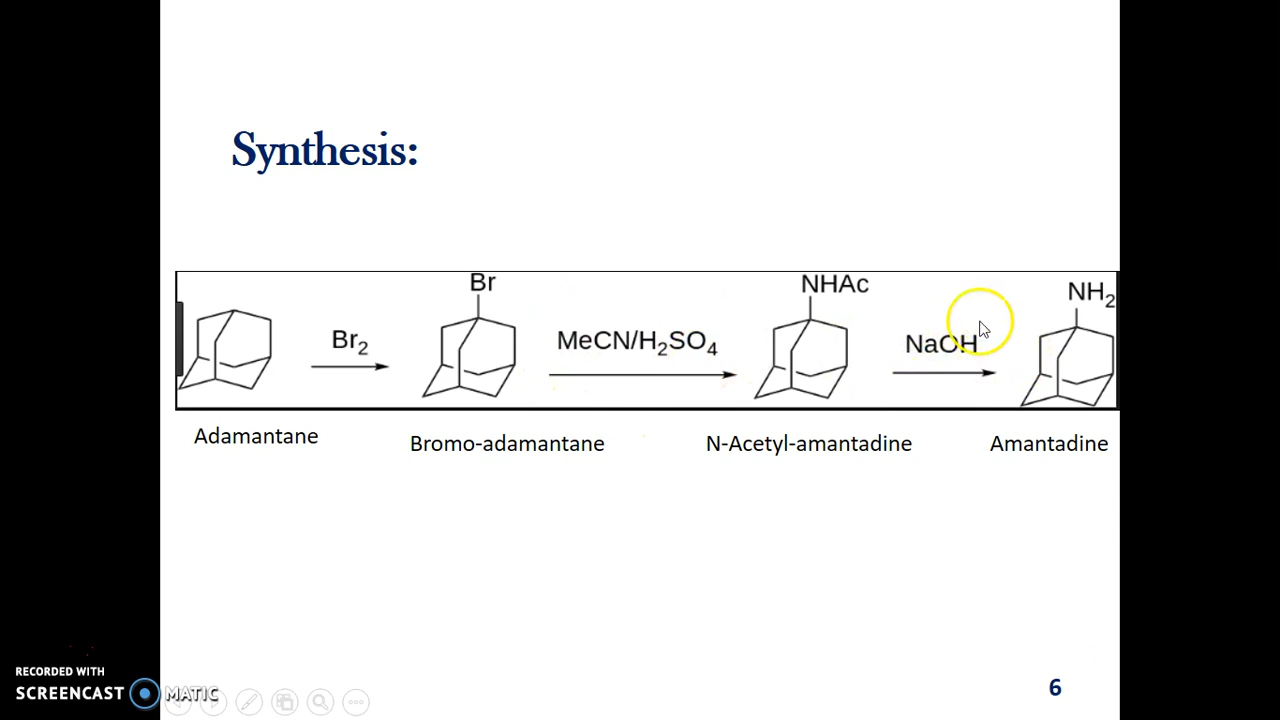 Synthesis:
Br
NHAc
NH2
Br2
MeCN/H2SO4
NaOH
Adamantane
Bromo-adamantane
N-Acetyl-amantadine
Amantadine
RECORDED WITH
SCREENCAST MATIC
6